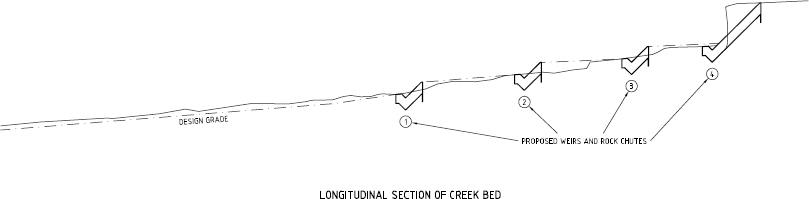 4
3
2
1
DESIGN GRADE
PROPOSED WEIRS AND ROCK CHUTES
LONGITUDINAL SECTION OF CREEK BED